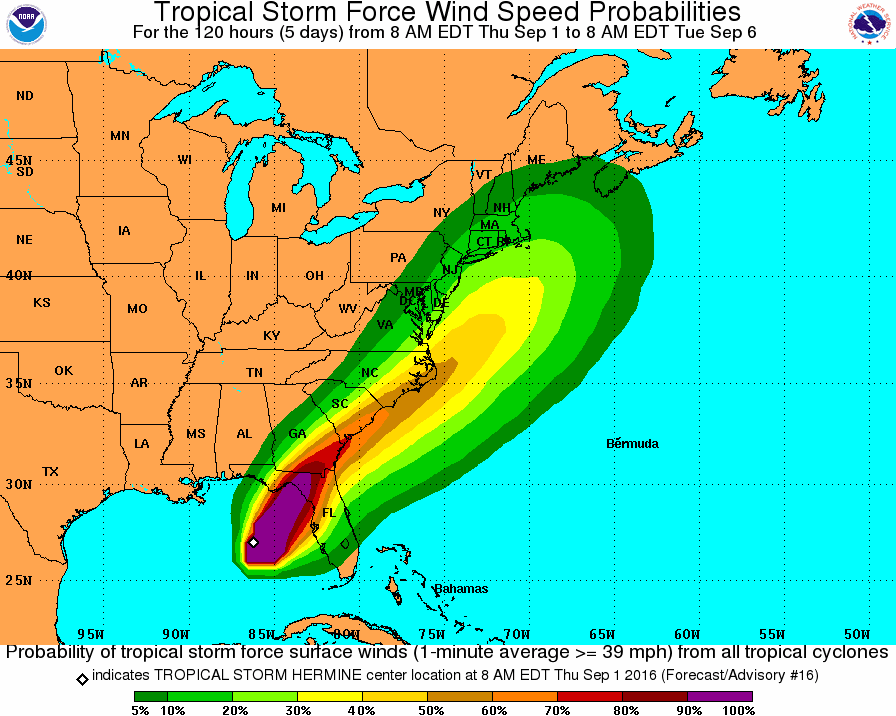 Tropical Storm Force Wind Speed Probabilities
For the 120 hours (5 days) from 8 AM EDT Thu Sep 1 to 8 AM EDT Tue Sep 6
NOAA
NATIONAL WEATHER SERVICE
ND
MN
45N
WI
ME
SD
VT
MI
NH
NY
MA
IA
NE
CT RI
PA
NJ
40N
IL
IN
OH
MD
DC
DE
KS
MO
WV
VA
KY
OK
TN
NC
35N
AR
SC
MS
AL
GA
LA
Bermuda
TX
30N
FL
25N
Bahamas
95W
90W
85W
80W
75W
70W
65W
60W
55W
50W
Probability of tropical storm force surface winds (1-minute average >= 39 mph) from all tropical cyclones
indicates TROPICAL STORM HERMINE center location at 8 AM EDT Thu Sep 1 2016 (Forecast/Advisory #16)
5% 10% 20% 30% 40% 50% 60% 70% 80% 90% 100%